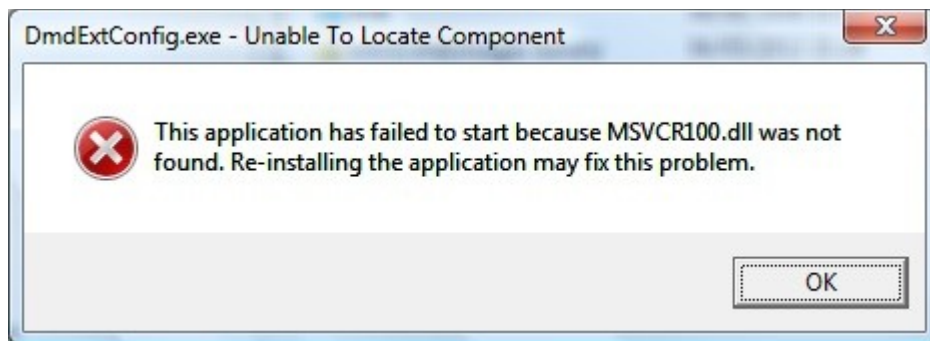 DmdExtConfig.exe - Unable To Locate Component
This application has failed to start because MSVCR100.dll was not
found. Re-installing the application may fix this problem.
OK